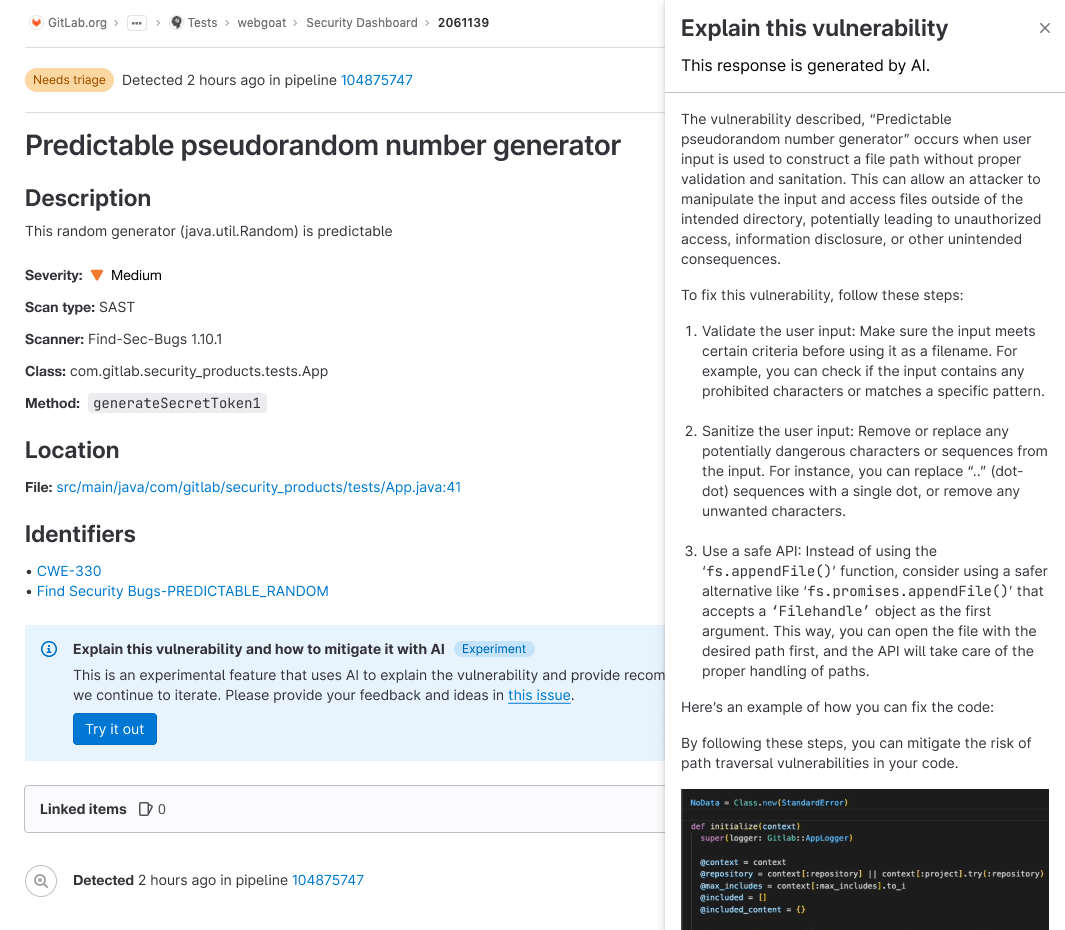 GitLab.org › ... › Tests › webgoat › Security Dashboard › 2061139
Needs triage Detected 2 hours ago in pipeline 104875747
Predictable pseudorandom number generator
Description
This random generator (java.util.Random) is predictable
Severity: Medium
Scan type: SAST
Scanner: Find-Sec-Bugs 1.10.1
Class: com.gitlab.security_products.tests.App
Method: generateSecretToken1
Location
File: src/main/java/com/gitlab/security_products/tests/App.java:41
Identifiers
• CWE-330
• Find Security Bugs-PREDICTABLE_RANDOM
Explain this vulnerability and how to mitigate it with AI Experiment
This is an experimental feature that uses AI to explain the vulnerability and provide recom
we continue to iterate. Please provide your feedback and ideas in this issue.
Try it out
Linked items 0
Detected 2 hours ago in pipeline 104875747
Explain this vulnerability
This response is generated by AI.
The vulnerability described, “Predictable
pseudorandom number generator” occurs when user
input is used to construct a file path without proper
validation and sanitation. This can allow an attacker to
manipulate the input and access files outside of the
intended directory, potentially leading to unauthorized
access, information disclosure, or other unintended
consequences.
To fix this vulnerability, follow these steps:
1. Validate the user input: Make sure the input meets
certain criteria before using it as a filename. For
example, you can check if the input contains any
prohibited characters or matches a specific pattern.
2. Sanitize the user input: Remove or replace any
potentially dangerous characters or sequences from
the input. For instance, you can replace “..” (dot-
dot) sequences with a single dot, or remove any
unwanted characters.
3. Use a safe API: Instead of using the
‘fs.appendFile()’ function, consider using a safer
alternative like ‘fs.promises.appendFile()’ that
accepts a ‘Filehandle’ object as the first
argument. This way, you can open the file with the
desired path first, and the API will take care of the
proper handling of paths.
Here’s an example of how you can fix the code:
By following these steps, you can mitigate the risk of
path traversal vulnerabilities in your code.
NoData = Class.new(StandardError)
def initialize(context)
super(logger: Gitlab::AppLogger)
@context = context
@repository = context[:repository] || context[:project].try(:repository)
@max_includes = context[:max_includes].to_i
@included = []
@included_content = {}